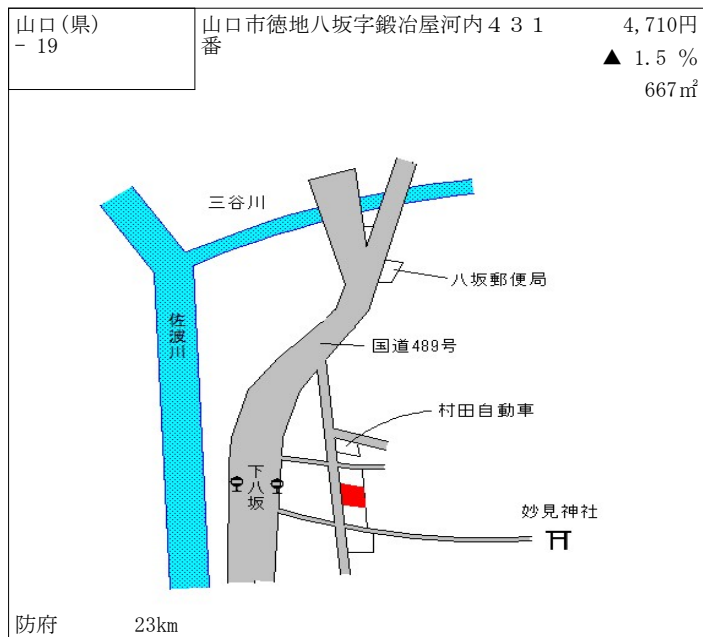 山口(県)
- 19
山口市徳地八坂字鍛冶屋河内431
番
4,710円
▲ 1.5 %
667㎡
三谷川
八坂郵便局
佐波川
国道489号
村田自動車
下八坂
妙見神社
防府 23km